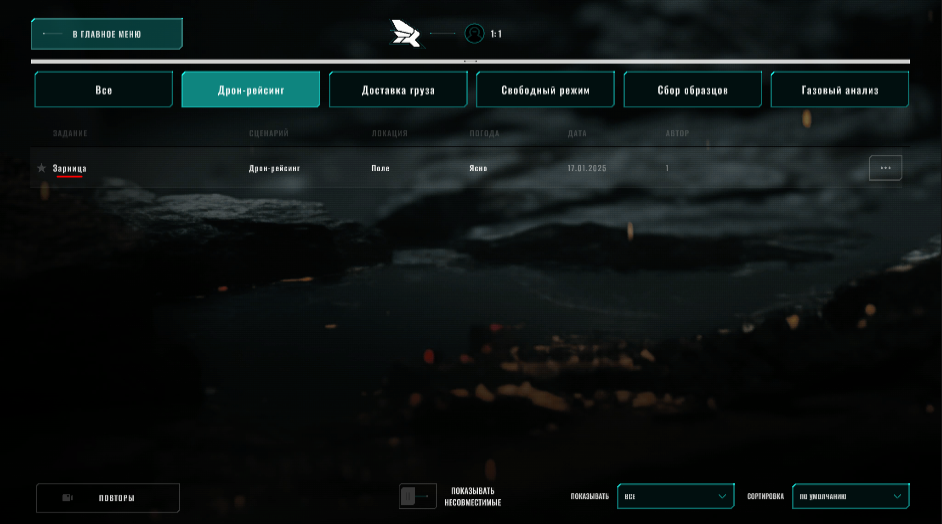 В ГЛАВНОЕ МЕНЮ
1:1
Все
Дрон-рейсинг
Доставка груза
Свободный режим
Сбор образцов
Газовый анализ
ЗАДАНИЕ СЦЕНАРИЙ ЛОКАЦИЯ ПОГОДА ДАТА АВТОР
Зарница Дрон-рейсинг Поле Ясно 17.01.2025 1
ПОВТОРЫ
ПОКАЗЫВАТЬ
НЕСОВМЕСТИМЫЕ
ПОКАЗЫВАТЬ ВСЕ
СОРТИРОВКА ПО УМОЛЧАНИЮ